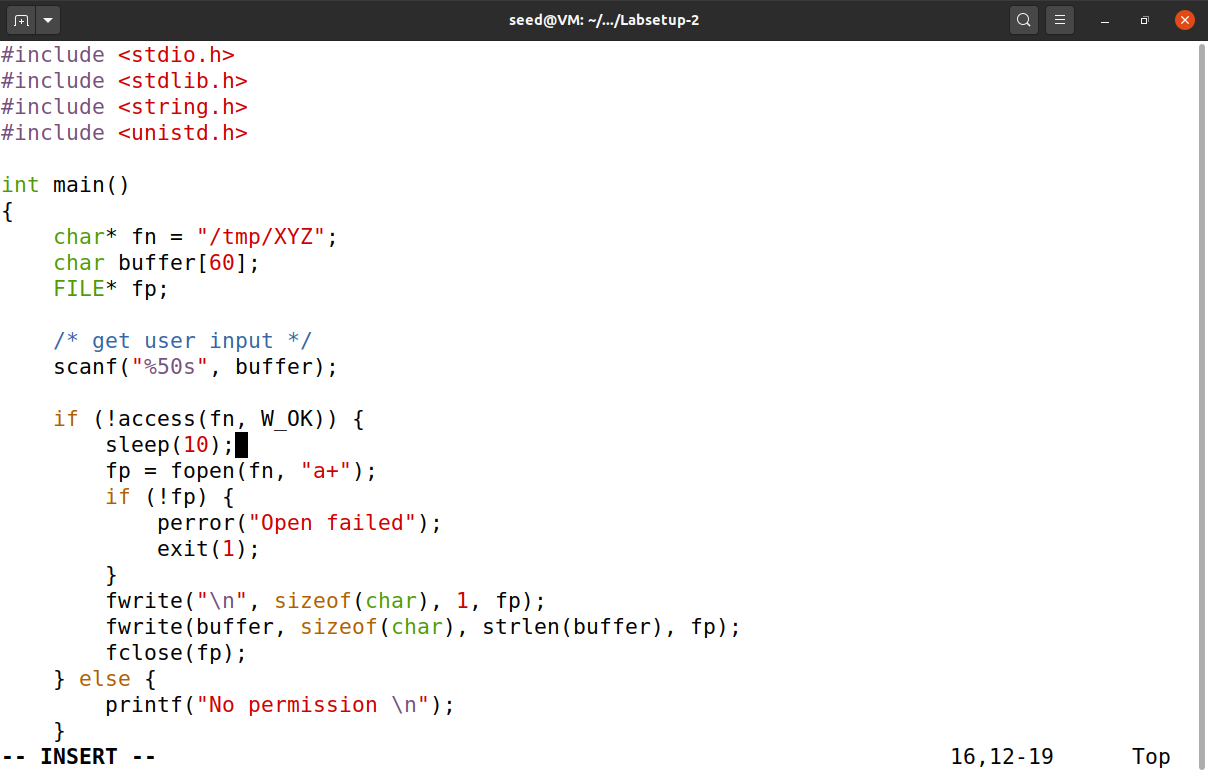 seed@VM: ~/.../Labsetup-2
#include <stdio.h>
#include <stdlib.h>
#include <string.h>
#include <unistd.h>

int main()
{
    char* fn = "/tmp/XYZ";
    char buffer[60];
    FILE* fp;

    /* get user input */
    scanf("%50s", buffer);

    if (!access(fn, W_OK)) {
        sleep(10);
        fp = fopen(fn, "a+");
        if (!fp) {
            perror("Open failed");
            exit(1);
        }
        fwrite("\n", sizeof(char), 1, fp);
        fwrite(buffer, sizeof(char), strlen(buffer), fp);
        fclose(fp);
    } else {
        printf("No permission \n");
    }
-- INSERT -- 16,12-19 Top